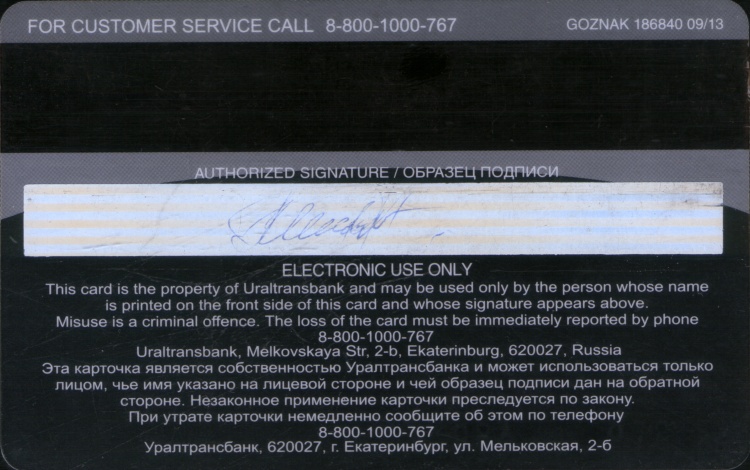 FOR CUSTOMER SERVICE CALL 8-800-1000-767
GOZNAK 186840 09/13
AUTHORIZED SIGNATURE / ОБРАЗЕЦ ПОДПИСИ
ELECTRONIC USE ONLY
This card is the property of Uraltransbank and may be used only by the person whose name
is printed on the front side of this card and whose signature appears above.
Misuse is a criminal offence. The loss of the card must be immediately reported by phone
8-800-1000-767
Uraltransbank, Melkovskaya Str, 2-b, Ekaterinburg, 620027, Russia
Эта карточка является собственностью Уралтрансбанка и может использоваться только
лицом, чье имя указано на лицевой стороне и чей образец подписи дан на обратной
стороне. Незаконное применение карточки преследуется по закону.
При утрате карточки немедленно сообщите об этом по телефону
8-800-1000-767
Уралтрансбанк, 620027, г. Екатеринбург, ул. Мельковская, 2-б